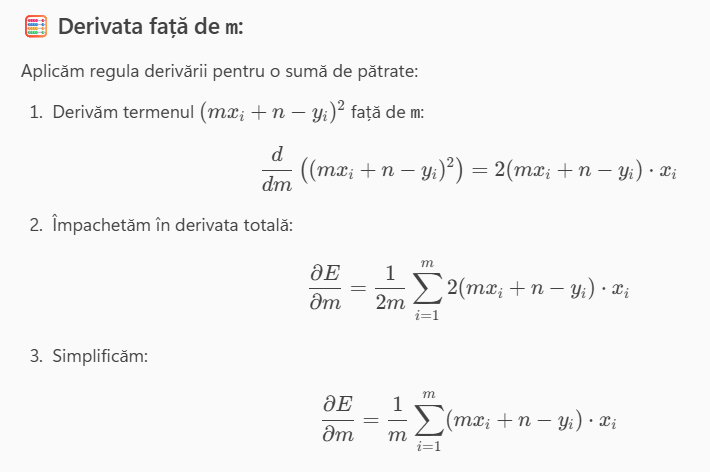 🧮 Derivata față de m:
Aplicăm regula derivării pentru o sumă de pătrate:
1. Derivăm termenul $(mx_i + n - y_i)^2$ față de m:
$$\frac{d}{dm}\left((mx_i + n - y_i)^2\right) = 2(mx_i + n - y_i) \cdot x_i$$
2. Împachetăm în derivata totală:
$$\frac{\partial E}{\partial m} = \frac{1}{2m} \sum_{i=1}^{m} 2(mx_i + n - y_i) \cdot x_i$$
3. Simplificăm:
$$\frac{\partial E}{\partial m} = \frac{1}{m} \sum_{i=1}^{m} (mx_i + n - y_i) \cdot x_i$$